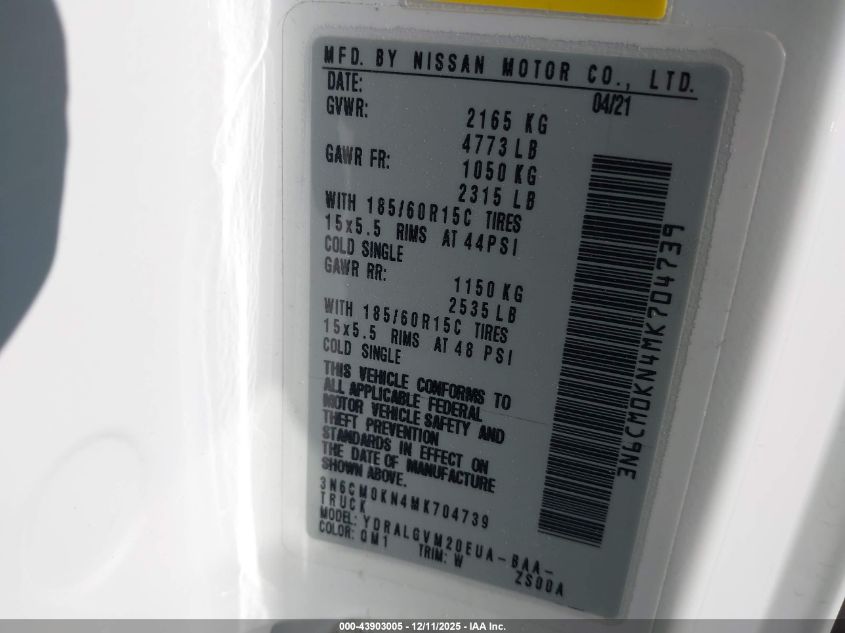 MFD. BY NISSAN MOTOR CO., LTD.
DATE: 04/21
GVWR: 2165 KG
4773 LB
GAWR FR: 1050 KG
2315 LB
WITH 185/60R15C TIRES
15x5.5 RIMS AT 44PSI
COLD SINGLE
GAWR RR: 1150 KG
2535 LB
WITH 185/60R15C TIRES
15x5.5 RIMS AT 48 PSI
COLD SINGLE
THIS VEHICLE CONFORMS TO
ALL APPLICABLE FEDERAL
MOTOR VEHICLE SAFETY AND
THEFT PREVENTION
STANDARDS IN EFFECT ON
THE DATE OF MANUFACTURE
SHOWN ABOVE.
3N6CM0KN4MK704739
TRUCK
MODEL: YDRALGVM20EUA-BAA-
ZS00A
COLOR: QM1 TRIM: W
3N6CM0KN4MK704739
000-43903005 - 12/11/2025 - IAA Inc.